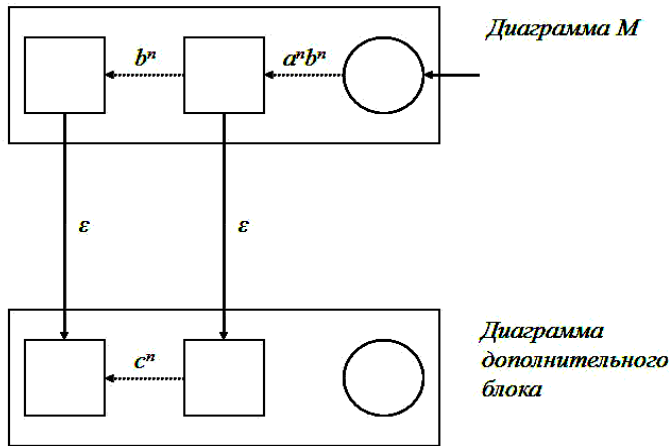 Диаграмма M
bⁿ
aⁿbⁿ
ε
ε
cⁿ
Диаграмма
дополнительного
блока